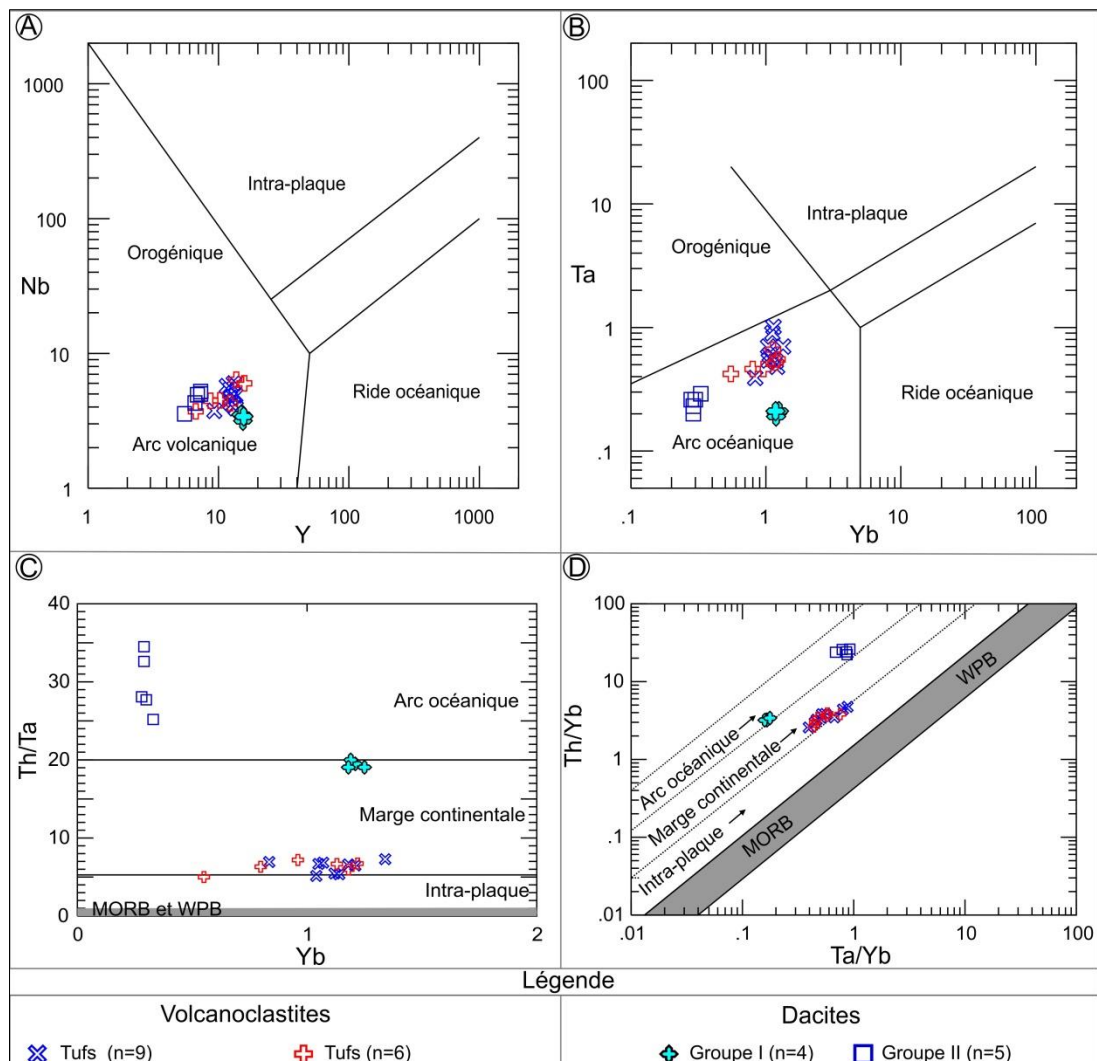 A
Nb
1000
100
10
1
Intra-plaque
Orogénique
Ride océanique
Arc volcanique
1
10
100
1000
Y
B
Ta
100
10
1
.1
Intra-plaque
Orogénique
Ride océanique
Arc océanique
.1
1
10
100
Yb
C
Th/Ta
40
30
20
10
0
Arc océanique
Marge continentale
Intra-plaque
MORB et WPB
0
1
2
Yb
D
Th/Yb
100
10
1
.1
.01
WPB
Arc océanique
Marge continentale
Intra-plaque
MORB
.01
.1
1
10
100
Ta/Yb
Légende
Volcanoclastites
Dacites
Tufs (n=9)
Tufs (n=6)
Groupe I (n=4)
Groupe II (n=5)